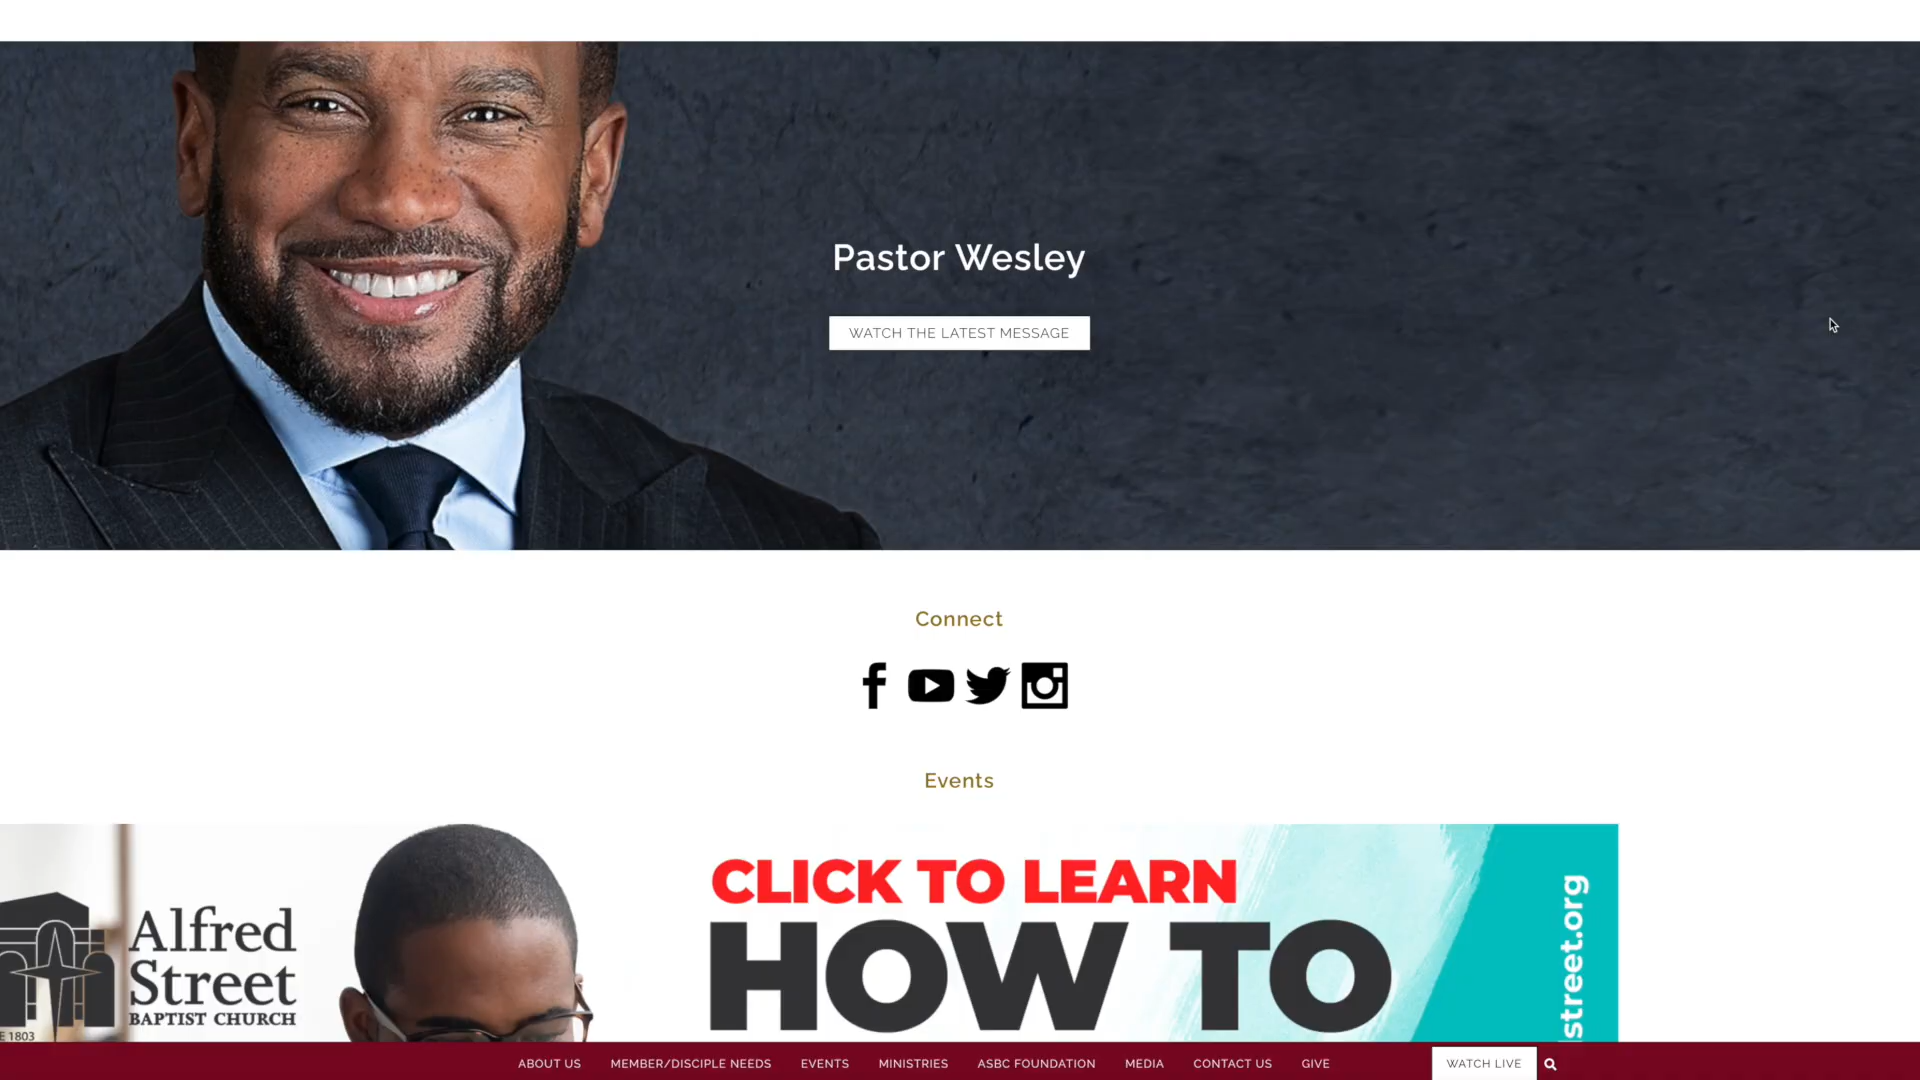 Pastor Wesley
WATCH THE LATEST MESSAGE
Connect
Events
Alfred
Street
BAPTIST CHURCH
E 1803
CLICK TO LEARN
HOW TO
street.org
ABOUT US MEMBER/DISCIPLE NEEDS EVENTS MINISTRIES ASBC FOUNDATION MEDIA CONTACT US GIVE WATCH LIVE